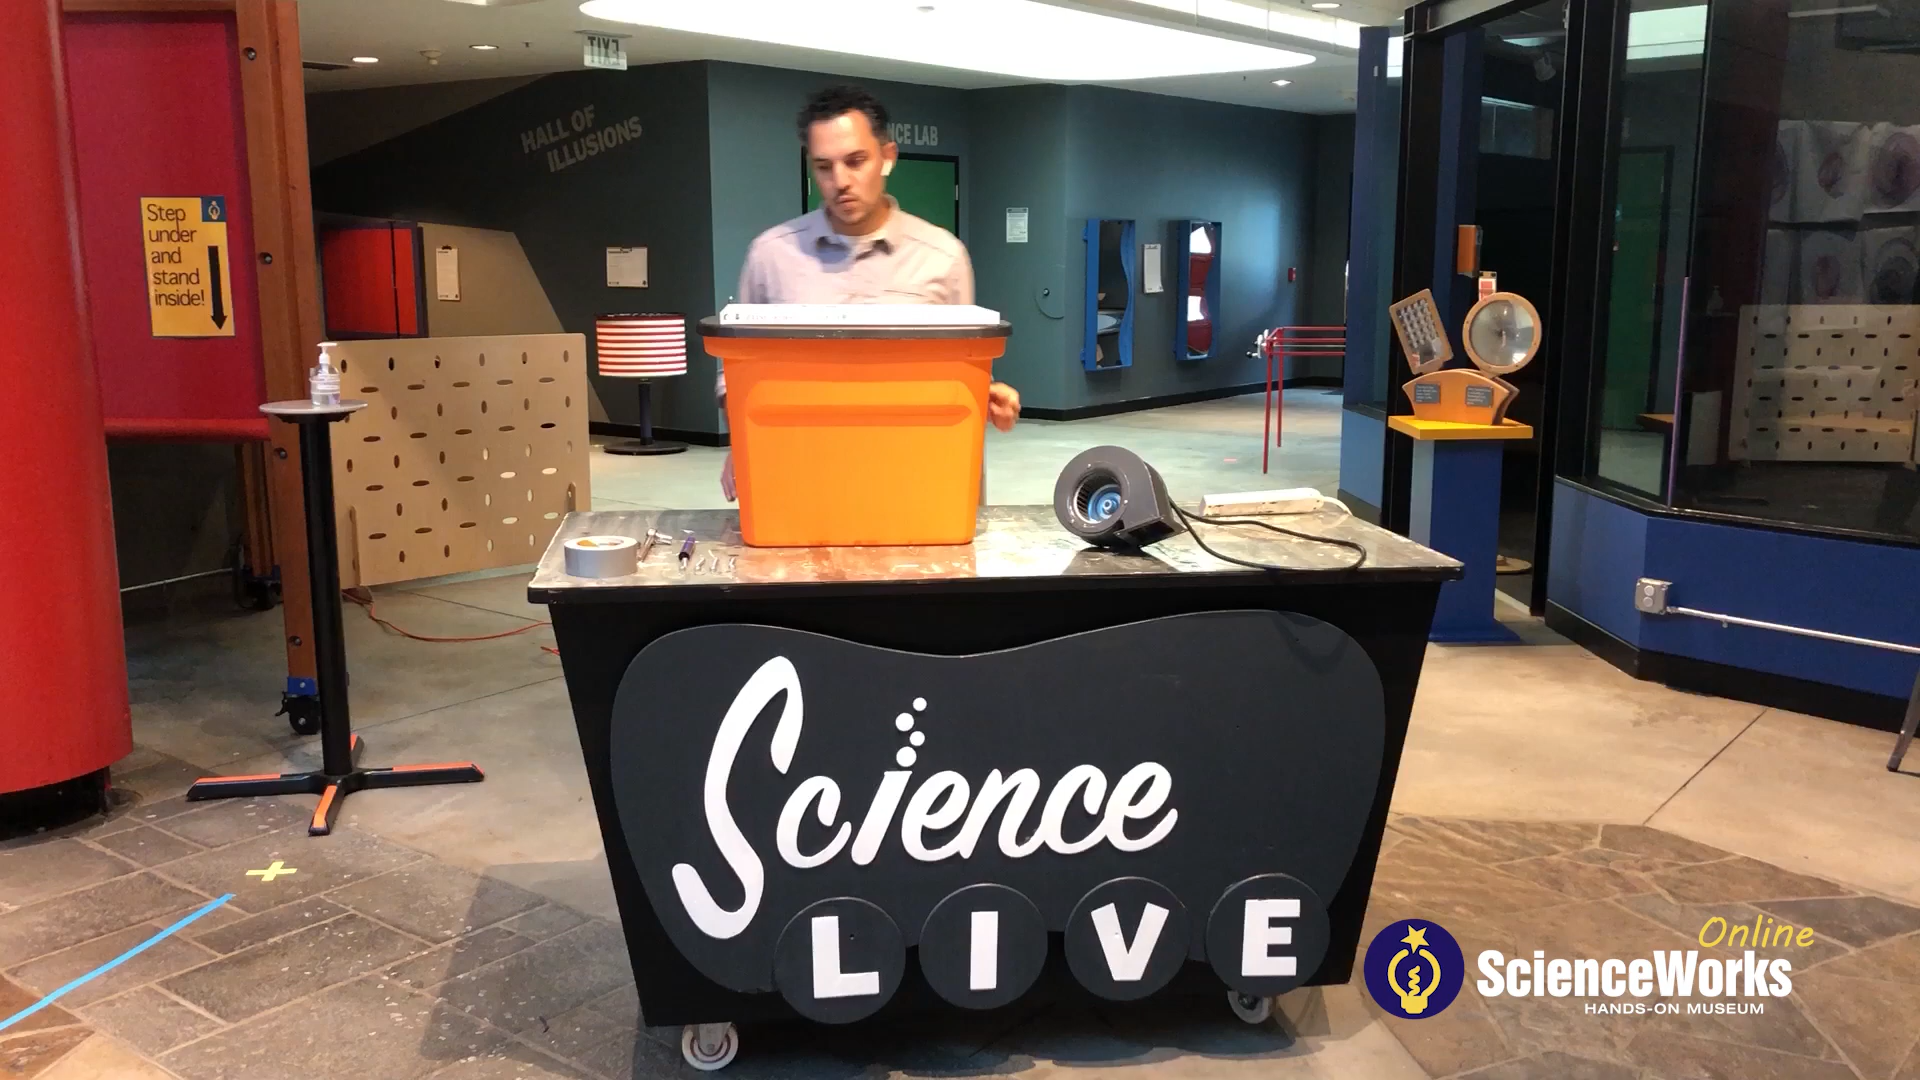 EXIT
HALL OF
ILLUSIONS
NCE LAB
Step
under
and
stand
inside!
Science
LIVE
Online
ScienceWorks
HANDS-ON MUSEUM